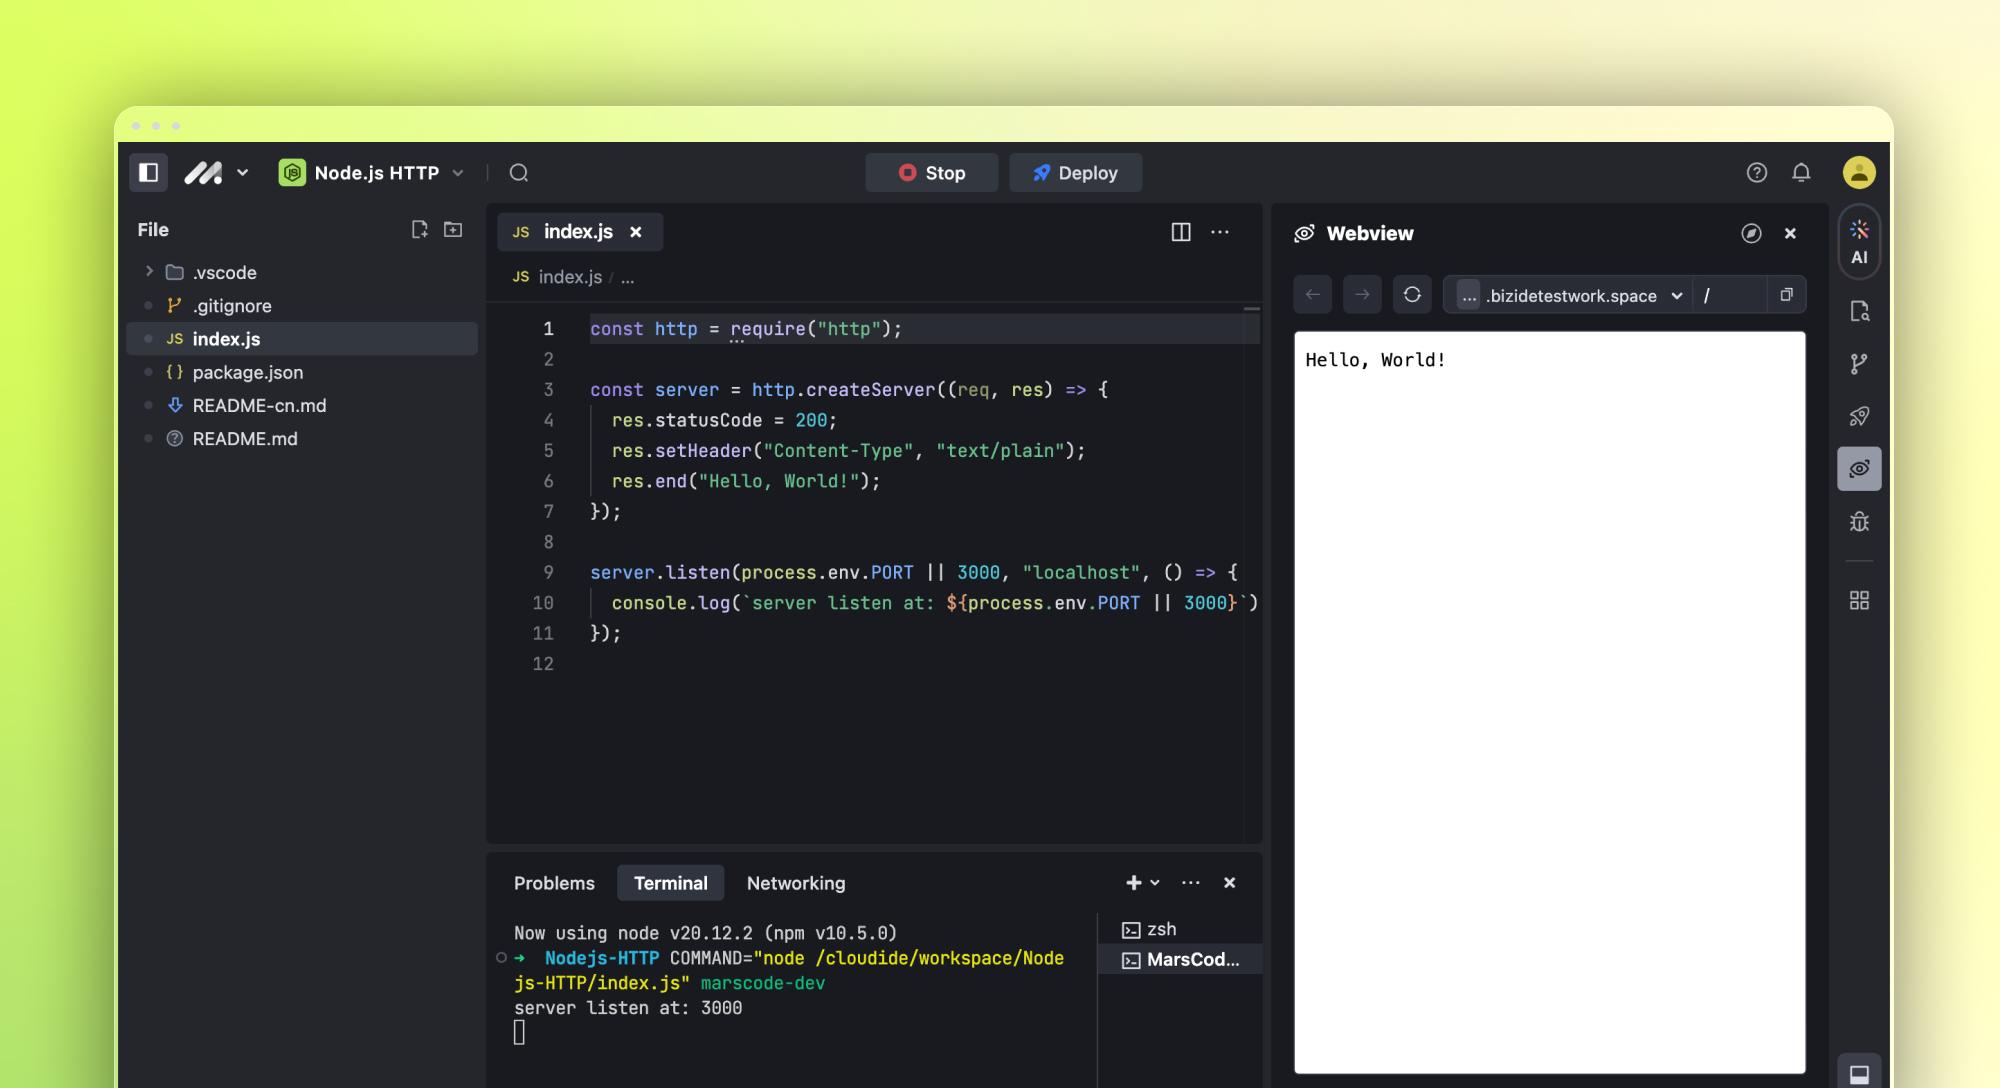 Node.js HTTP
Stop
Deploy
File
.vscode
.gitignore
JS index.js
{} package.json
README-cn.md
README.md
JS index.js
JS index.js / ...
1 const http = require("http");
2
3 const server = http.createServer((req, res) => {
4 res.statusCode = 200;
5 res.setHeader("Content-Type", "text/plain");
6 res.end("Hello, World!");
7 });
8
9 server.listen(process.env.PORT || 3000, "localhost", () => {
10 console.log(`server listen at: ${process.env.PORT || 3000}`)
11 });
12
Problems
Terminal
Networking
Now using node v20.12.2 (npm v10.5.0)
➜ Nodejs-HTTP COMMAND="node /cloudide/workspace/Node
js-HTTP/index.js" marscode-dev
server listen at: 3000
zsh
MarsCod...
Webview
... .bizidetestwork.space
/
Hello, World!
AI